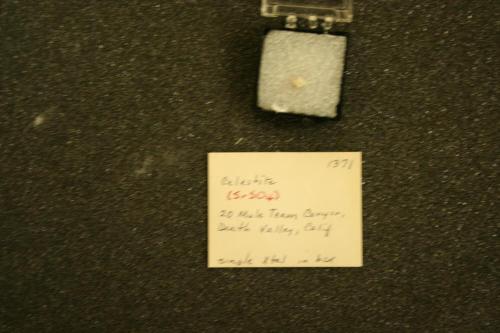 1371
Celestite
(SrSO4)
20 Mule Team Canyon,
Death Valley, Calif
single xtal in box